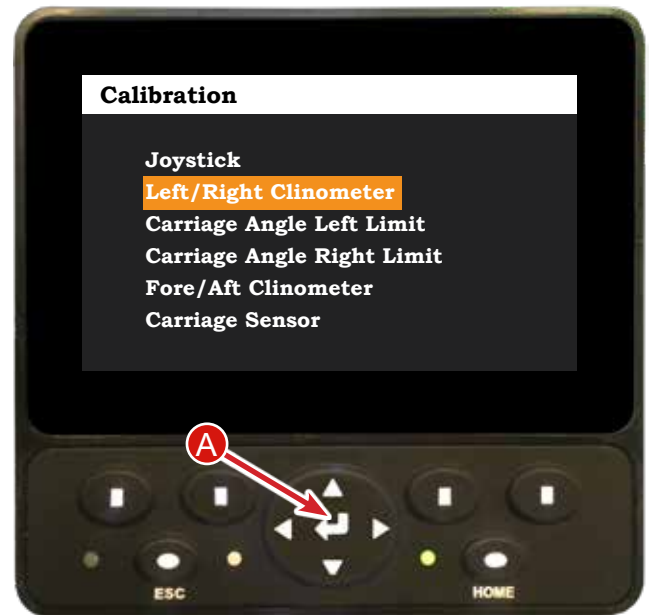 Calibration
Joystick
Left/Right Clinometer
Carriage Angle Left Limit
Carriage Angle Right Limit
Fore/Aft Clinometer
Carriage Sensor
A
ESC
HOME